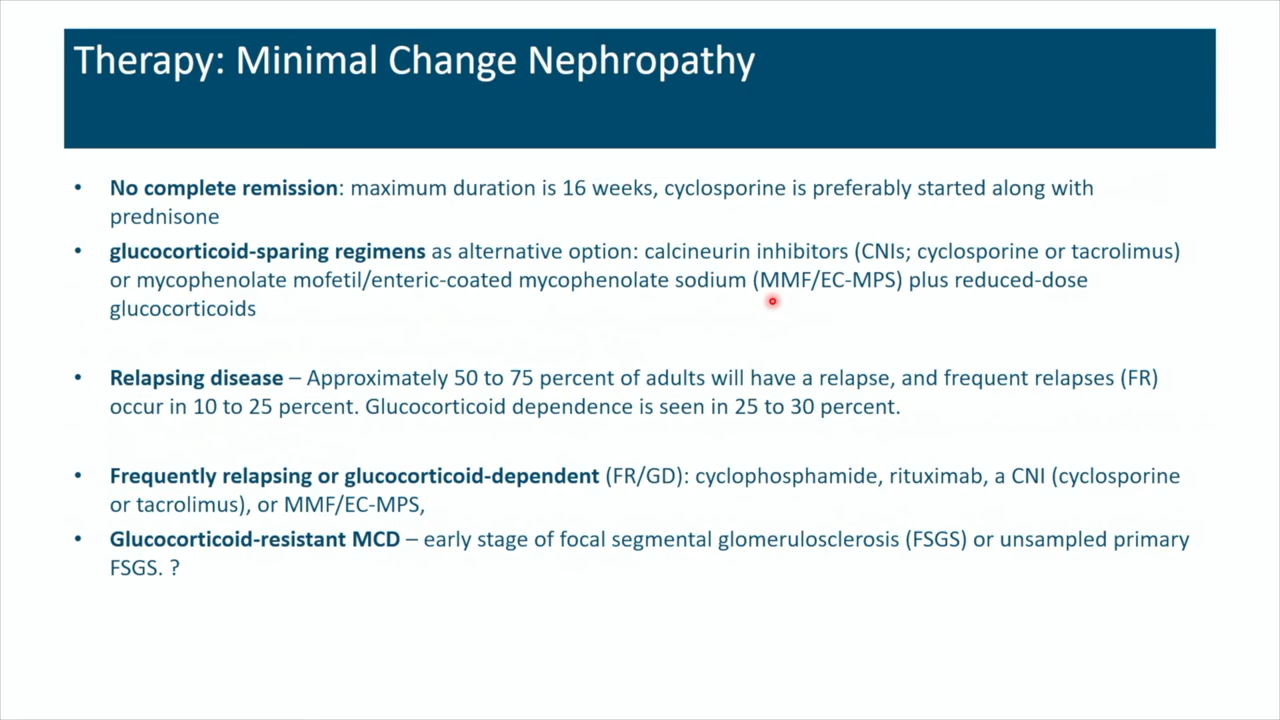 Therapy: Minimal Change Nephropathy
• No complete remission: maximum duration is 16 weeks, cyclosporine is preferably started along with
prednisone
• glucocorticoid-sparing regimens as alternative option: calcineurin inhibitors (CNIs; cyclosporine or tacrolimus)
or mycophenolate mofetil/enteric-coated mycophenolate sodium (MMF/EC-MPS) plus reduced-dose
glucocorticoids
• Relapsing disease – Approximately 50 to 75 percent of adults will have a relapse, and frequent relapses (FR)
occur in 10 to 25 percent. Glucocorticoid dependence is seen in 25 to 30 percent.
• Frequently relapsing or glucocorticoid-dependent (FR/GD): cyclophosphamide, rituximab, a CNI (cyclosporine
or tacrolimus), or MMF/EC-MPS,
• Glucocorticoid-resistant MCD – early stage of focal segmental glomerulosclerosis (FSGS) or unsampled primary
FSGS. ?